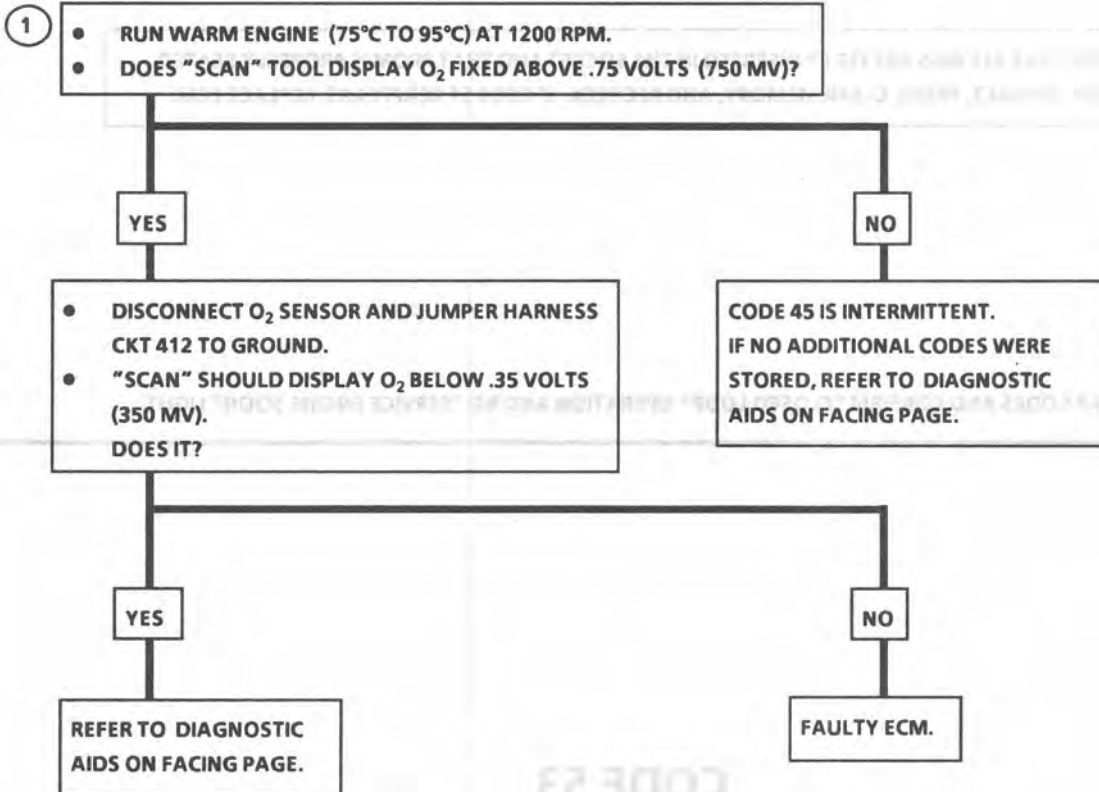 1
• RUN WARM ENGINE (75°C TO 95°C) AT 1200 RPM.
• DOES "SCAN" TOOL DISPLAY O₂ FIXED ABOVE .75 VOLTS (750 MV)?
YES
NO
• DISCONNECT O₂ SENSOR AND JUMPER HARNESS
CKT 412 TO GROUND.
• "SCAN" SHOULD DISPLAY O₂ BELOW .35 VOLTS
(350 MV).
DOES IT?
CODE 45 IS INTERMITTENT.
IF NO ADDITIONAL CODES WERE
STORED, REFER TO DIAGNOSTIC
AIDS ON FACING PAGE.
YES
NO
REFER TO DIAGNOSTIC
AIDS ON FACING PAGE.
FAULTY ECM.
CODE 53